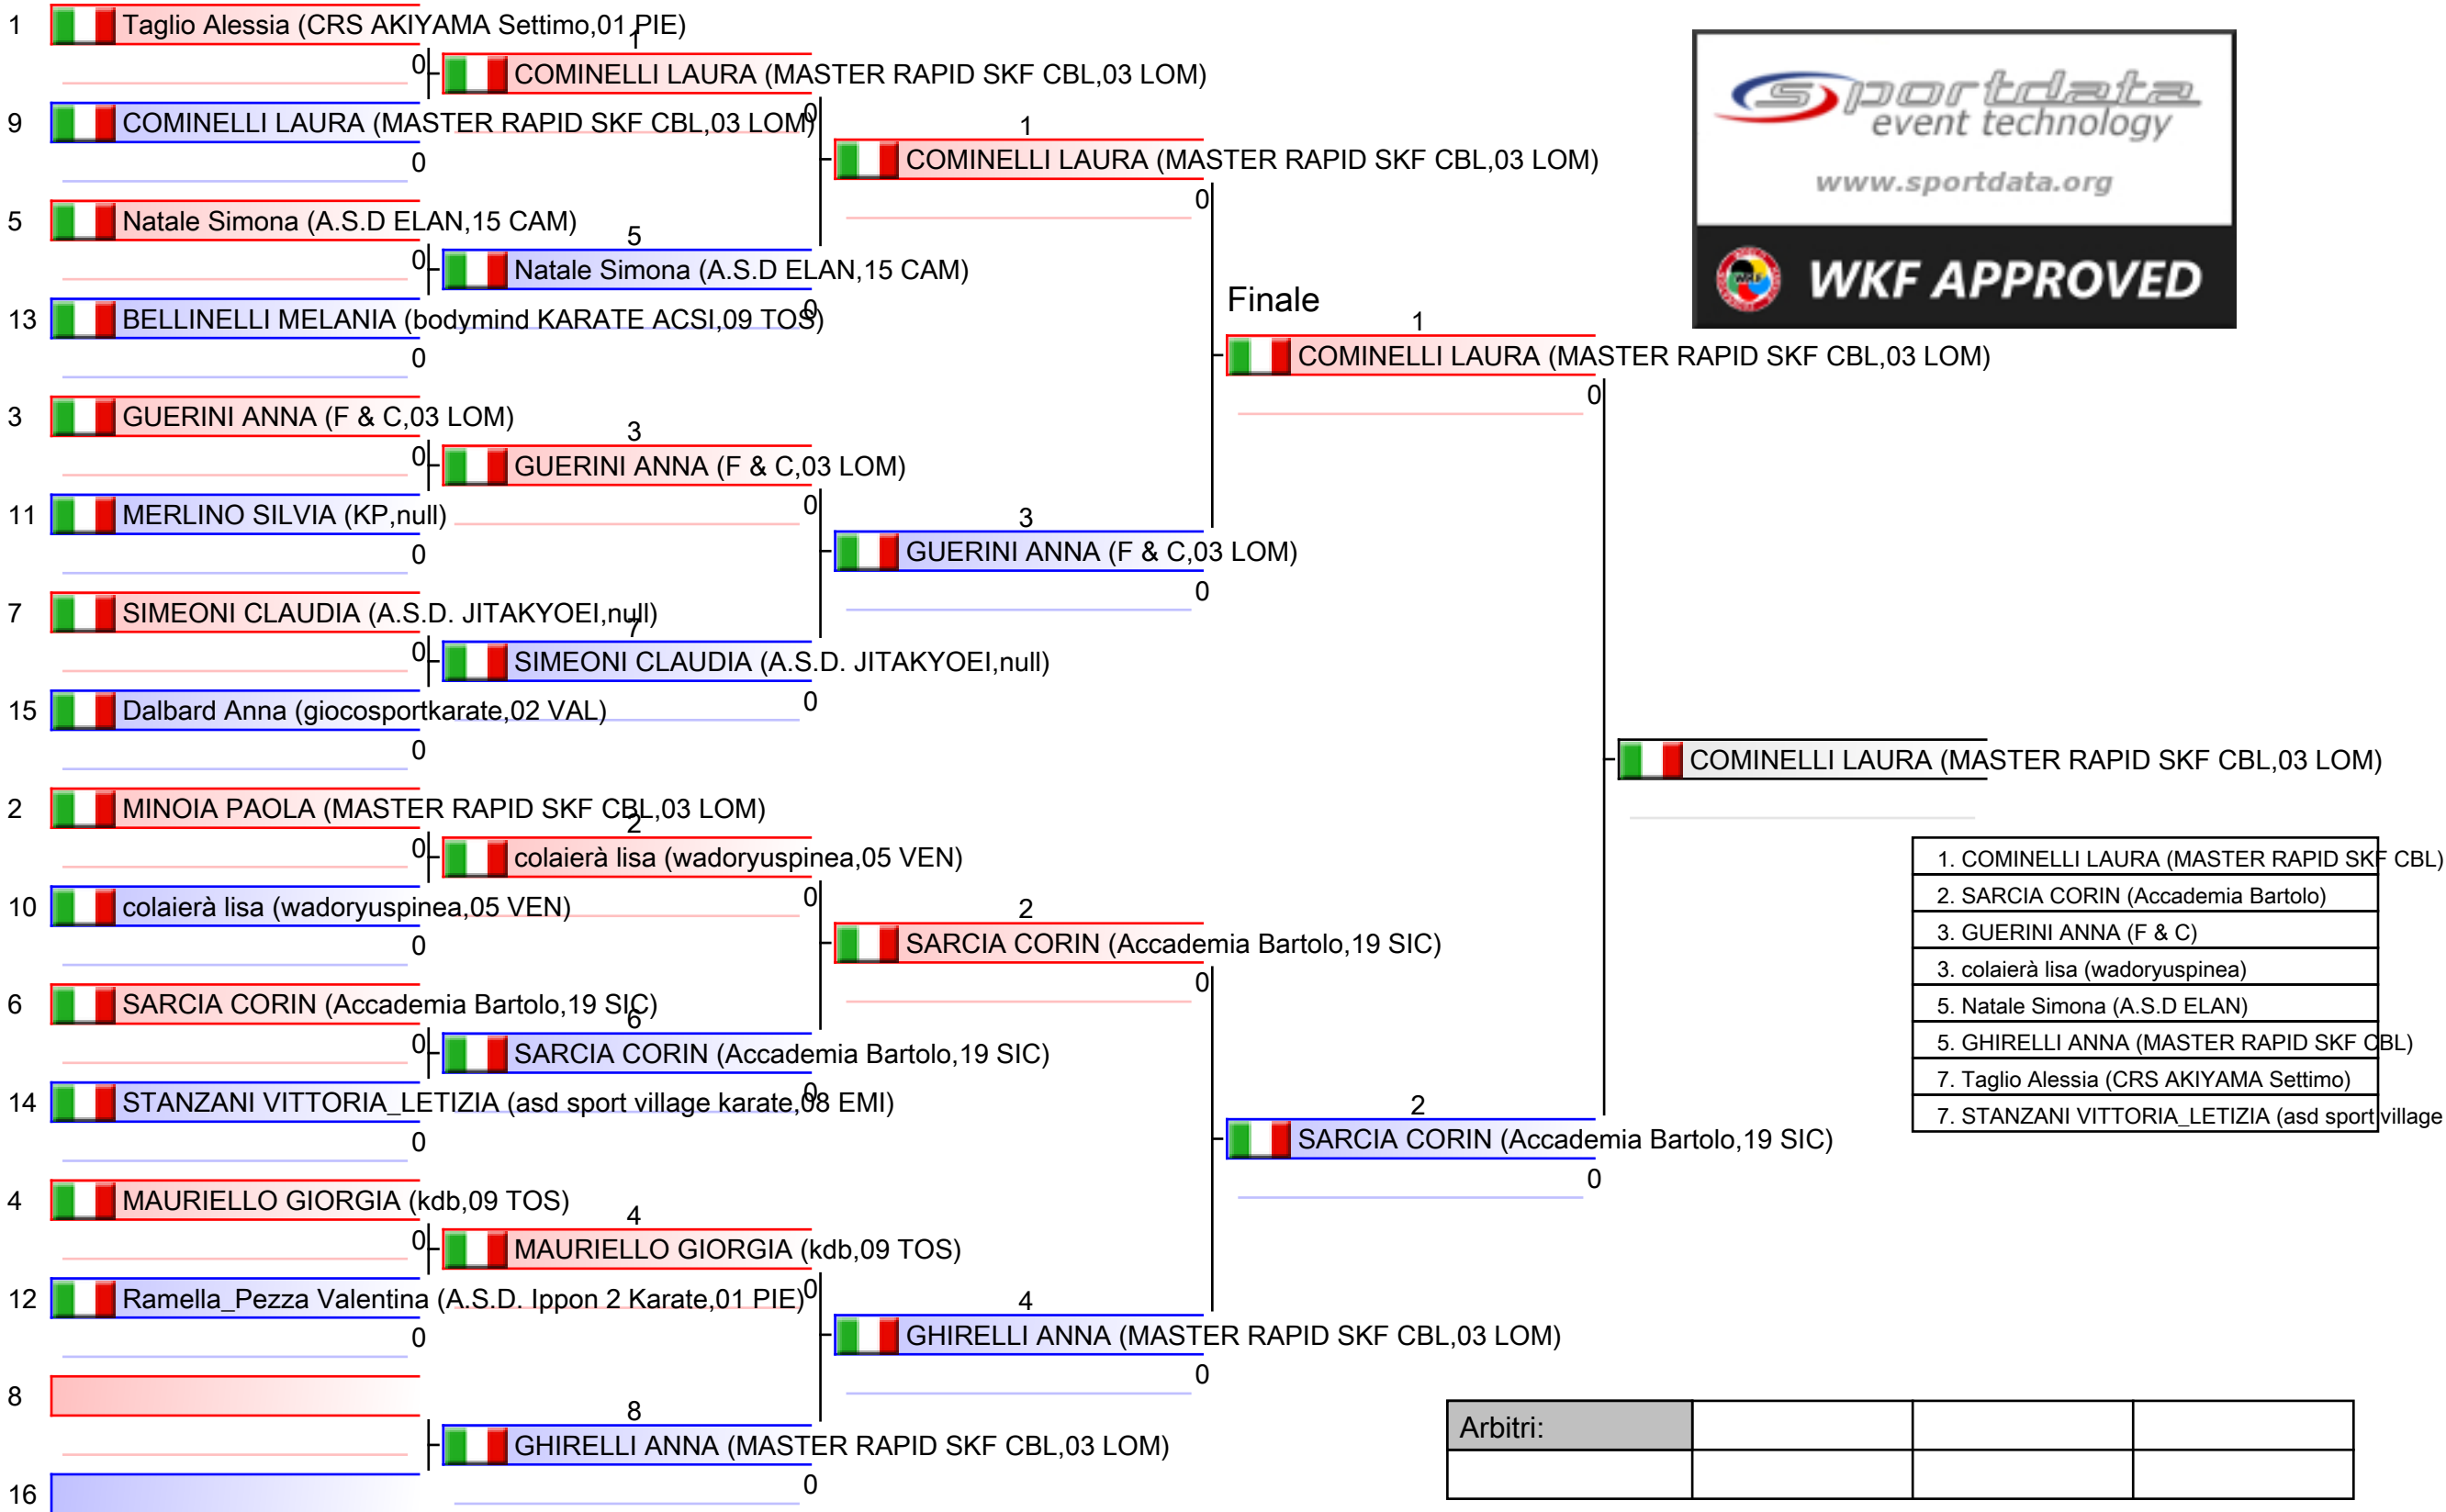 1 Taglio Alessia (CRS AKIYAMA Settimo,01 PIE)
0
9 COMINELLI LAURA (MASTER RAPID SKF CBL,03 LOM)
0
5 Natale Simona (A.S.D ELAN,15 CAM)
0
13 BELLINELLI MELANIA (bodymind KARATE ACSI,09 TOS)
0
3 GUERINI ANNA (F & C,03 LOM)
0
11 MERLINO SILVIA (KP,null)
0
7 SIMEONI CLAUDIA (A.S.D. JITAKYOEI,null)
0
15 Dalbard Anna (giocosportkarate,02 VAL)
0
2 MINOIA PAOLA (MASTER RAPID SKF CBL,03 LOM)
0
10 colaierà lisa (wadoryuspinea,05 VEN)
0
6 SARCIA CORIN (Accademia Bartolo,19 SIC)
0
14 STANZANI VITTORIA_LETIZIA (asd sport village karate,08 EMI)
0
4 MAURIELLO GIORGIA (kdb,09 TOS)
0
12 Ramella_Pezza Valentina (A.S.D. Ippon 2 Karate,01 PIE)
0
8
16
1
COMINELLI LAURA (MASTER RAPID SKF CBL,03 LOM)
0
5
Natale Simona (A.S.D ELAN,15 CAM)
0
3
GUERINI ANNA (F & C,03 LOM)
0
7
SIMEONI CLAUDIA (A.S.D. JITAKYOEI,null)
0
2
colaierà lisa (wadoryuspinea,05 VEN)
0
6
SARCIA CORIN (Accademia Bartolo,19 SIC)
0
4
MAURIELLO GIORGIA (kdb,09 TOS)
0
8
GHIRELLI ANNA (MASTER RAPID SKF CBL,03 LOM)
0
1
COMINELLI LAURA (MASTER RAPID SKF CBL,03 LOM)
0
3
GUERINI ANNA (F & C,03 LOM)
0
2
SARCIA CORIN (Accademia Bartolo,19 SIC)
0
4
GHIRELLI ANNA (MASTER RAPID SKF CBL,03 LOM)
0
Finale
1
COMINELLI LAURA (MASTER RAPID SKF CBL,03 LOM)
0
2
SARCIA CORIN (Accademia Bartolo,19 SIC)
0
COMINELLI LAURA (MASTER RAPID SKF CBL,03 LOM)
sportdata
event technology
www.sportdata.org
WKF
WKF APPROVED
1. COMINELLI LAURA (MASTER RAPID SKF CBL)
2. SARCIA CORIN (Accademia Bartolo)
3. GUERINI ANNA (F & C)
3. colaierà lisa (wadoryuspinea)
5. Natale Simona (A.S.D ELAN)
5. GHIRELLI ANNA (MASTER RAPID SKF CBL)
7. Taglio Alessia (CRS AKIYAMA Settimo)
7. STANZANI VITTORIA_LETIZIA (asd sport village
Arbitri: